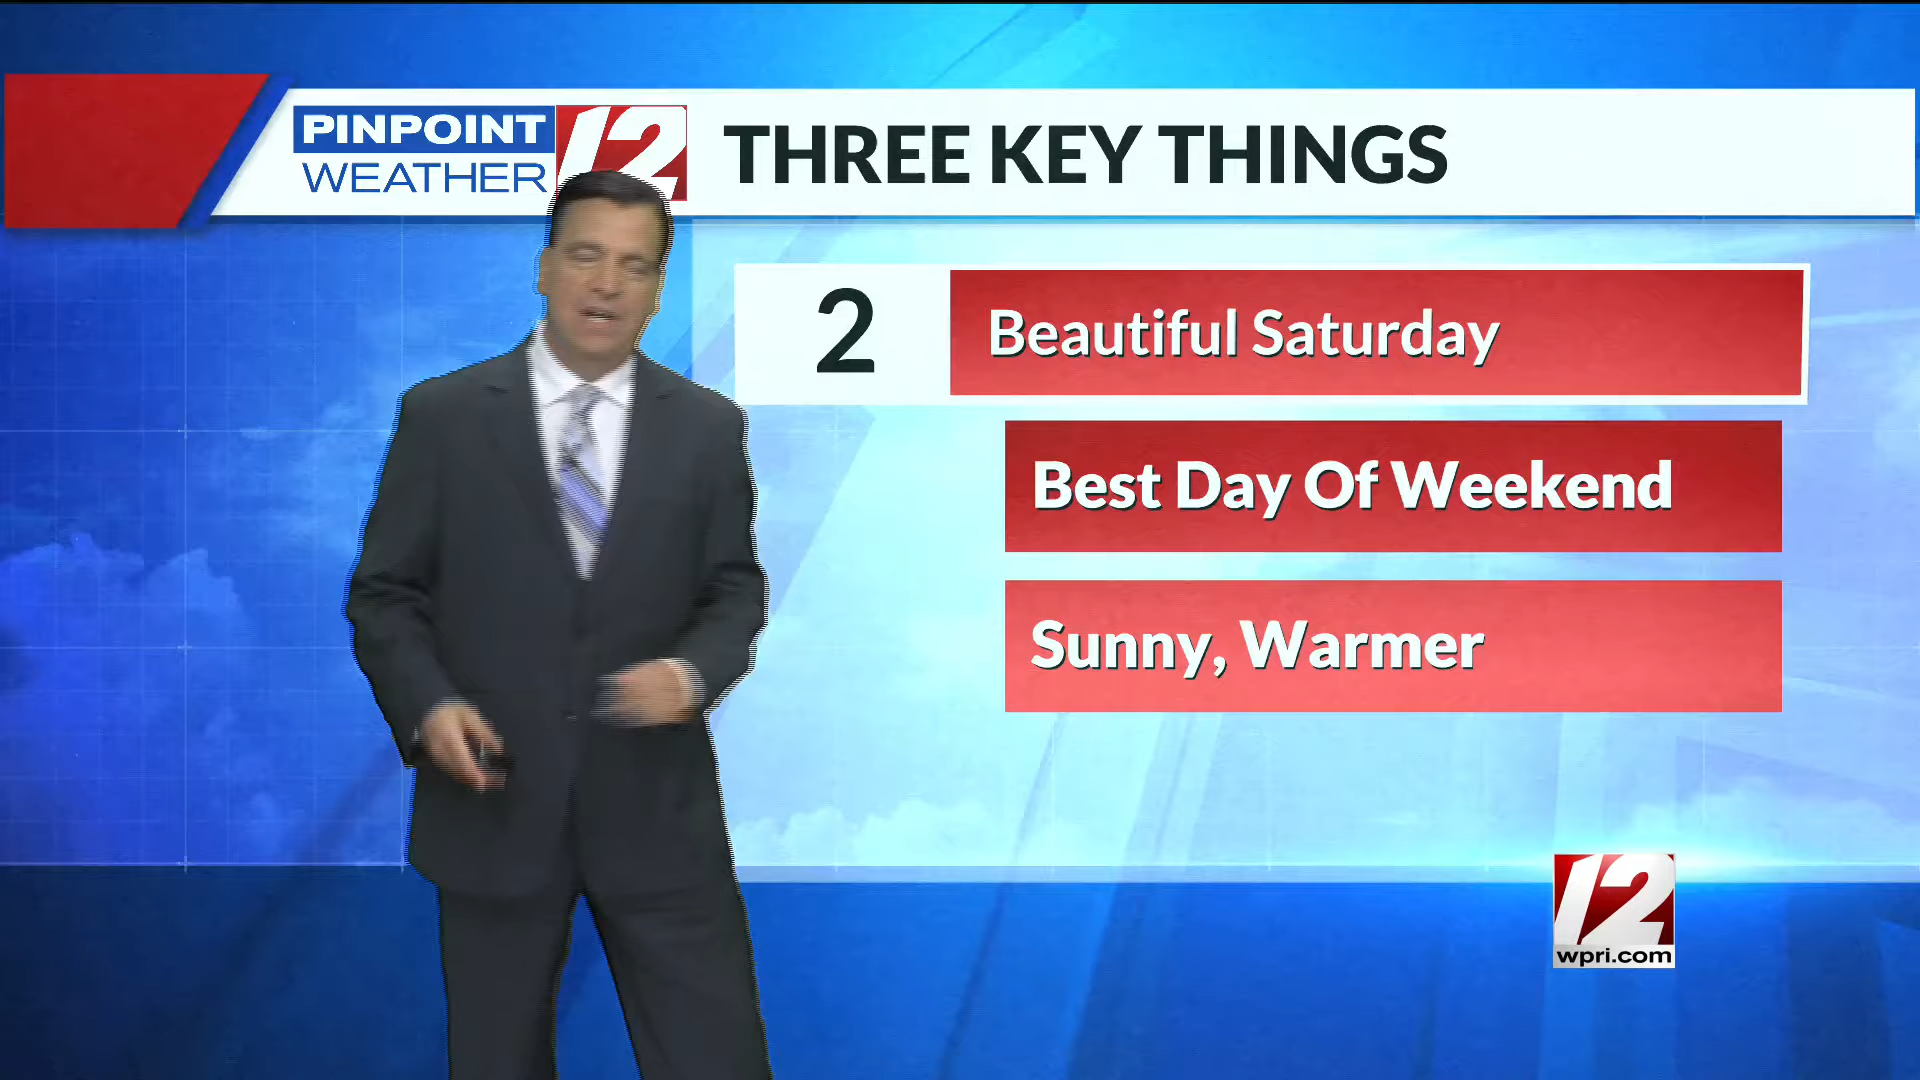 PINPOINT
WEATHER
12
THREE KEY THINGS
2
Beautiful Saturday
Best Day Of Weekend
Sunny, Warmer
12
wpri.com